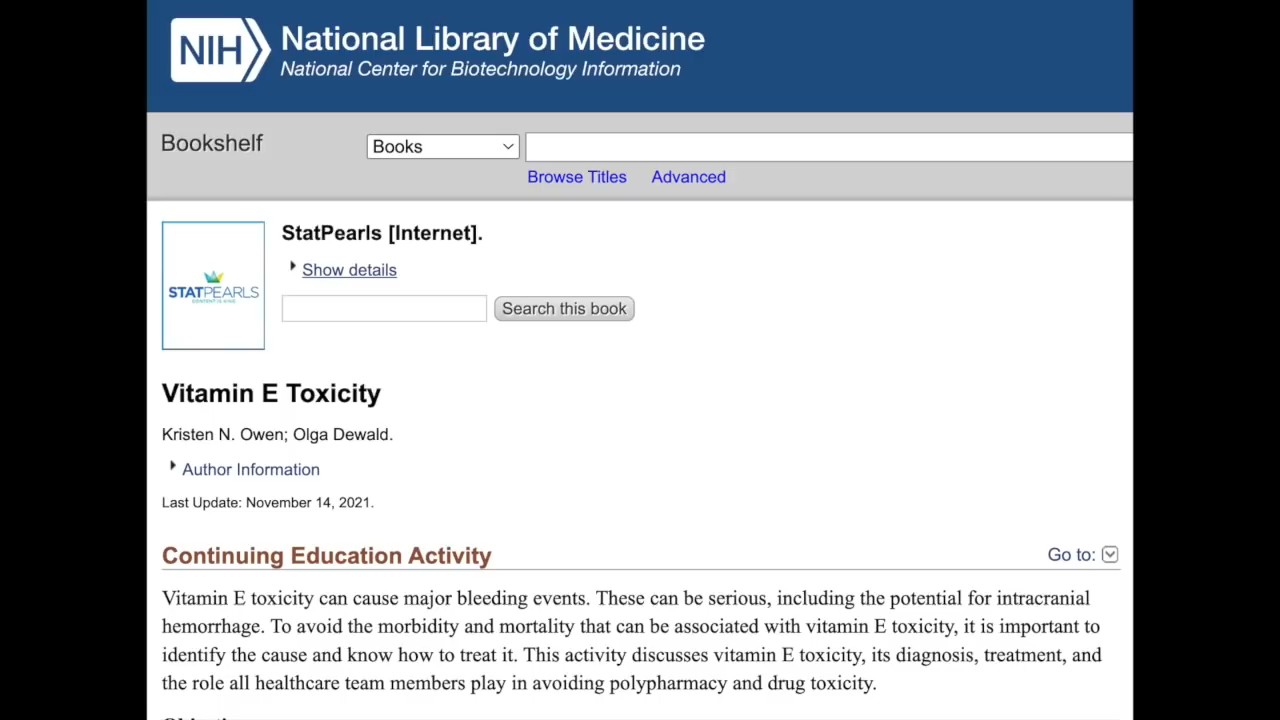 NIH National Library of Medicine
National Center for Biotechnology Information
Bookshelf
Books
Browse Titles Advanced
StatPearls [Internet].
Show details
STATPEARLS
Search this book
Vitamin E Toxicity
Kristen N. Owen; Olga Dewald.
Author Information
Last Update: November 14, 2021.
Continuing Education Activity
Go to:
Vitamin E toxicity can cause major bleeding events. These can be serious, including the potential for intracranial
hemorrhage. To avoid the morbidity and mortality that can be associated with vitamin E toxicity, it is important to
identify the cause and know how to treat it. This activity discusses vitamin E toxicity, its diagnosis, treatment, and
the role all healthcare team members play in avoiding polypharmacy and drug toxicity.